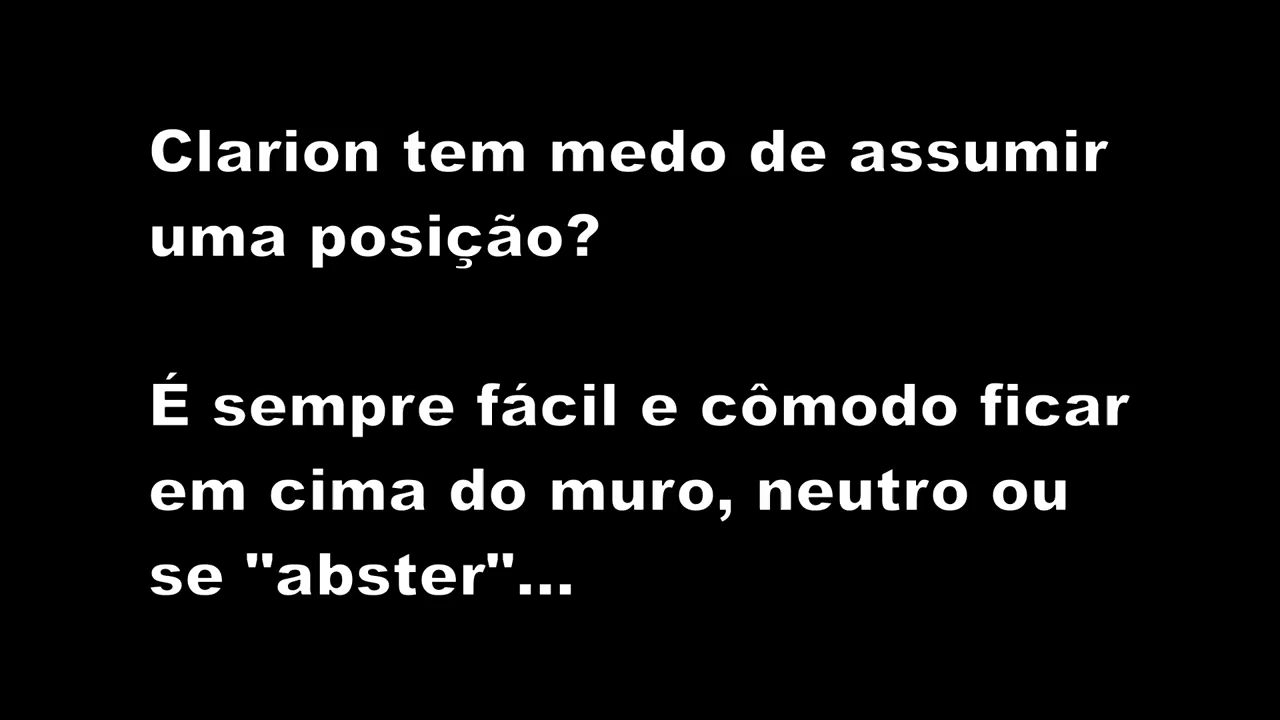 Clarion tem medo de assumir
uma posição?
É sempre fácil e cômodo ficar
em cima do muro, neutro ou
se "abster"...